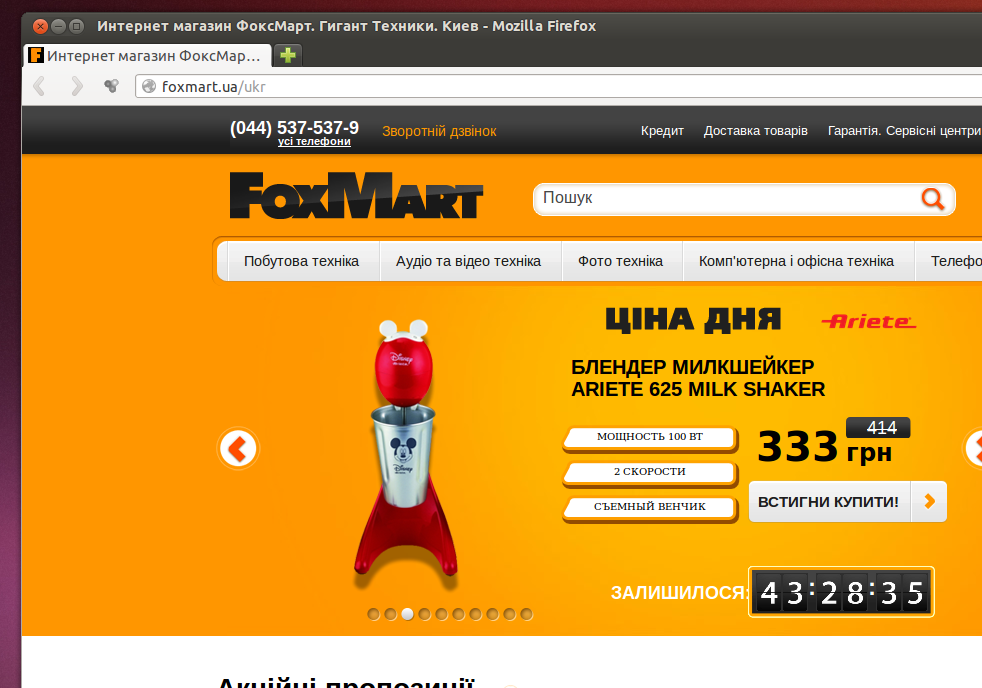 Интернет магазин ФоксМарт. Гигант Техники. Киев - Mozilla Firefox
Интернет магазин ФоксМар...
foxmart.ua/ukr
(044) 537-537-9
усі телефони
Зворотній дзвінок
Кредит
Доставка товарів
Гарантія. Сервісні центри
FoxMart
Пошук
Побутова техніка
Аудіо та відео техніка
Фото техніка
Комп'ютерна і офісна техніка
Телефо
ЦІНА ДНЯ
Ariete
БЛЕНДЕР МИЛКШЕЙКЕР
ARIETE 625 MILK SHAKER
Disney
Disney
МОЩНОСТЬ 100 ВТ
2 СКОРОСТИ
СЪЕМНЫЙ ВЕНЧИК
414
333 грн
ВСТИГНИ КУПИТИ!
ЗАЛИШИЛОСЯ:
43:28:35
Акційні пропозиції